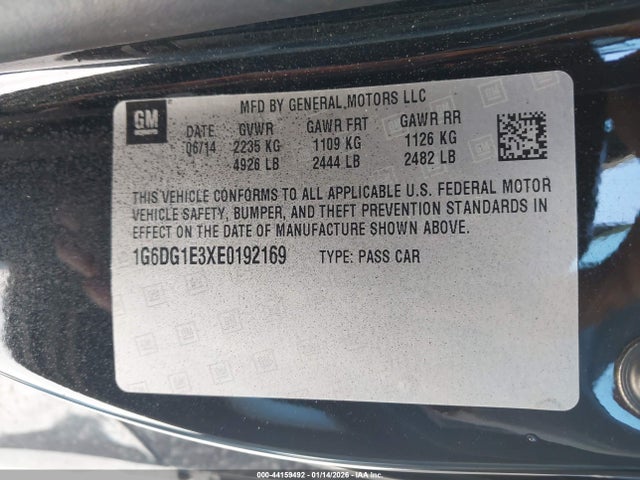 GM
MFD BY GENERAL MOTORS LLC
DATE GVWR GAWR FRT GAWR RR
06/14 2235 KG 1109 KG 1126 KG
4926 LB 2444 LB 2482 LB
THIS VEHICLE CONFORMS TO ALL APPLICABLE U.S. FEDERAL MOTOR
VEHICLE SAFETY, BUMPER, AND THEFT PREVENTION STANDARDS IN
EFFECT ON THE DATE OF MANUFACTURE SHOWN ABOVE.
1G6DG1E3XE0192169 TYPE: PASS CAR
000-44159492 - 01/14/2026 - IAAI.COM